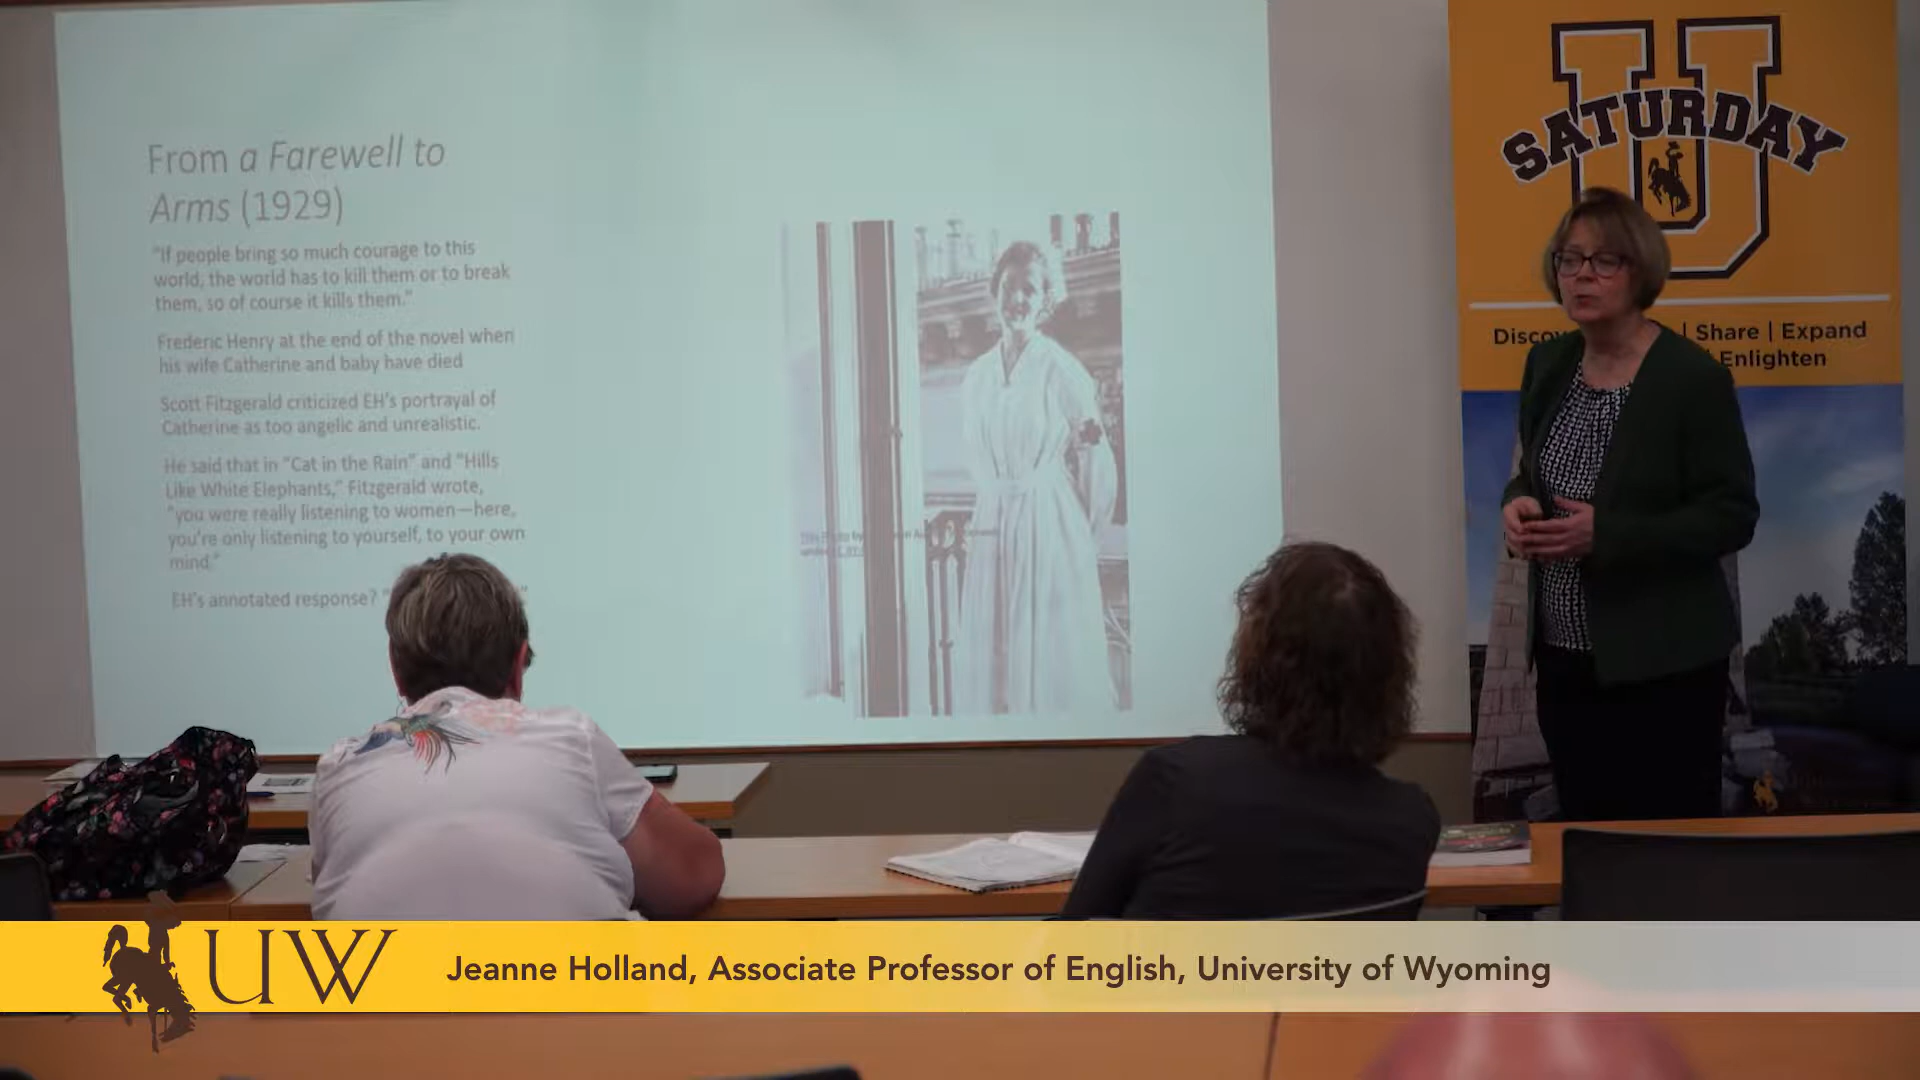 From a Farewell to
Arms (1929)
"If people bring so much courage to this
world, the world has to kill them or to break
them, so of course it kills them."
Frederic Henry at the end of the novel when
his wife Catherine and baby have died
Scott Fitzgerald criticized EH's portrayal of
Catherine as too angelic and unrealistic.
He said that in "Cat in the Rain" and "Hills
Like White Elephants," Fitzgerald wrote,
"you were really listening to women—here,
you're only listening to yourself, to your own
mind."
EH's annotated response? "
This Photo by
under
U
SATURDAY
| Share | Expand
Enlighten
UW
Jeanne Holland, Associate Professor of English, University of Wyoming